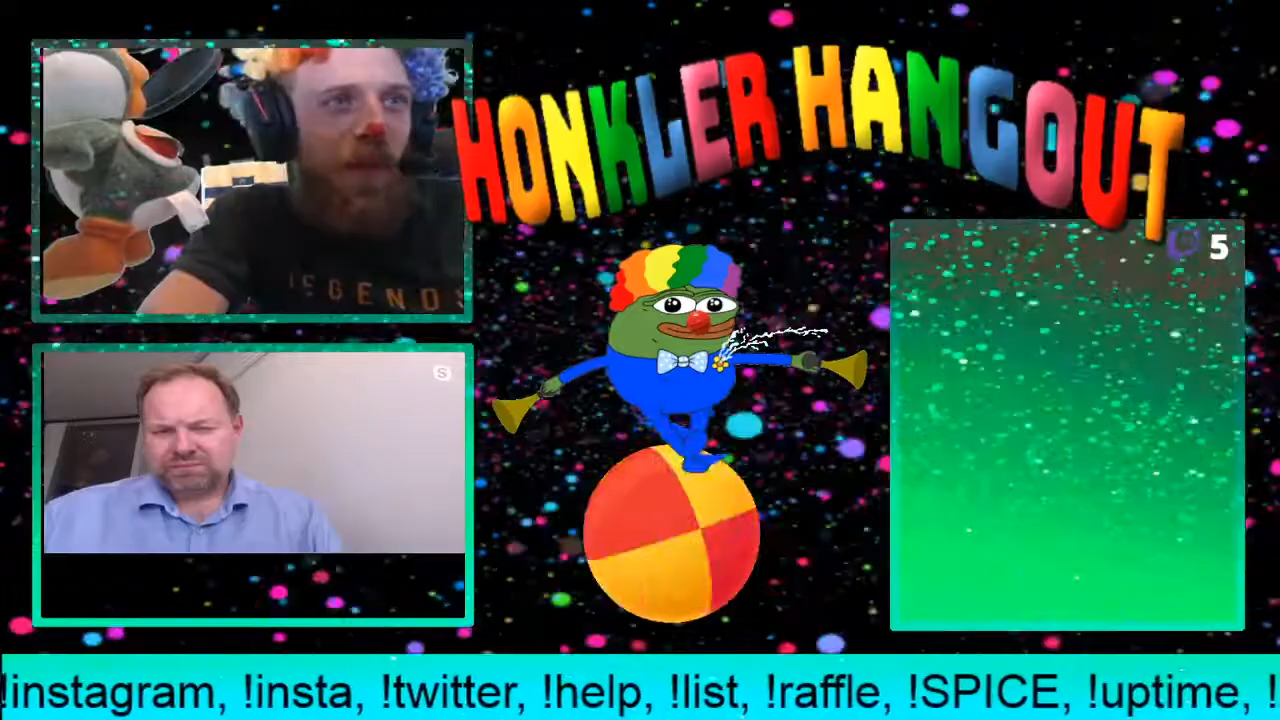 HONKLER HANGOUT
5
LEGENDS
S
!instagram, !insta, !twitter, !help, !list, !raffle, !SPICE, !uptime, !